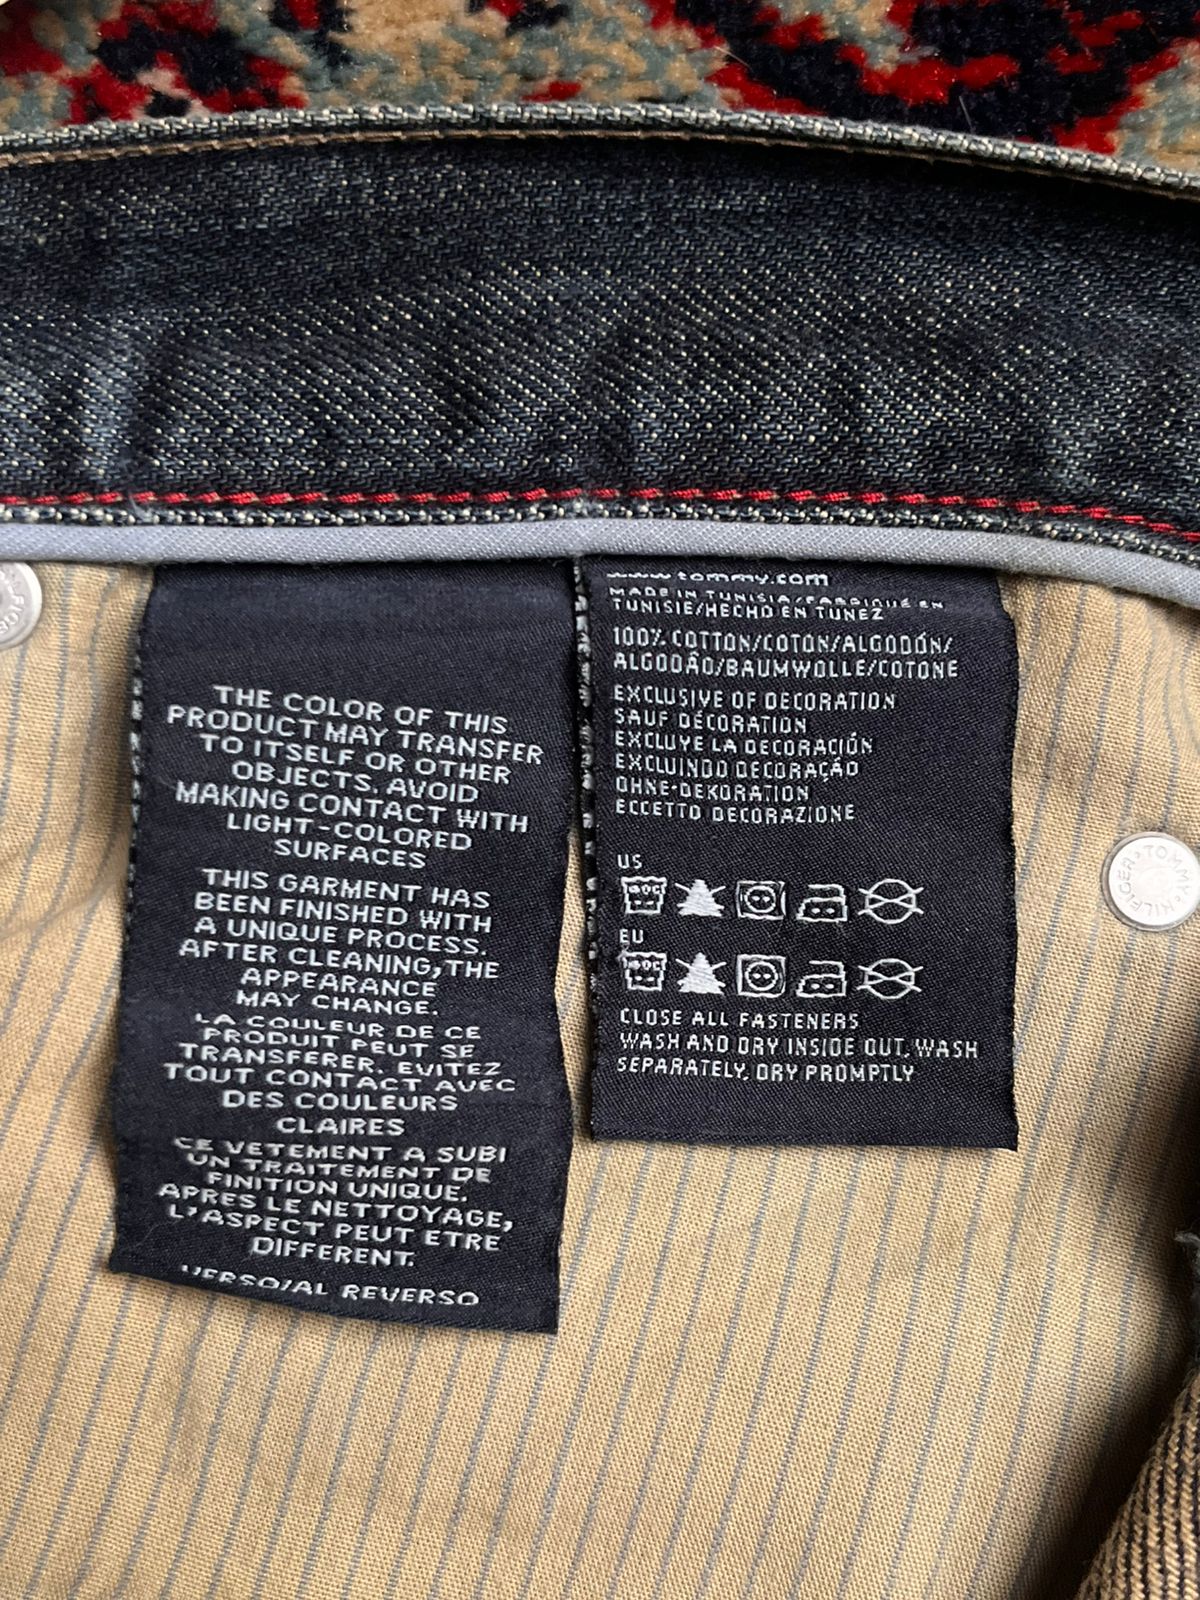 THE COLOR OF THIS
PRODUCT MAY TRANSFER
TO ITSELF OR OTHER
OBJECTS. AVOID
MAKING CONTACT WITH
LIGHT-COLORED
SURFACES
THIS GARMENT HAS
BEEN FINISHED WITH
A UNIQUE PROCESS.
AFTER CLEANING, THE
APPEARANCE
MAY CHANGE.
LA COULEUR DE CE
PRODUIT PEUT SE
TRANSFERER. EVITEZ
TOUT CONTACT AVEC
DES COULEURS
CLAIRES
CE VETEMENT A SUBI
UN TRAITEMENT DE
FINITION UNIQUE.
APRES LE NETTOYAGE,
L'ASPECT PEUT ETRE
DIFFERENT.
VERSO/AL REVERSO
www.tommy.com
MADE IN TUNISIA/FABRIQUÉ EN
TUNISIE/HECHO EN TUNEZ
100% COTTON/COTON/ALGODÓN/
ALGODÃO/BAUMWOLLE/COTONE
EXCLUSIVE OF DECORATION
SAUF DÉCORATION
EXCLUYE LA DECORACIÓN
EXCLUINDO DECORAÇÃO
OHNE-DEKORATION
ECCETTO DECORAZIONE
US
EU
CLOSE ALL FASTENERS
WASH AND DRY INSIDE OUT, WASH
SEPARATELY, DRY PROMPTLY
TOMMY HILFIGER